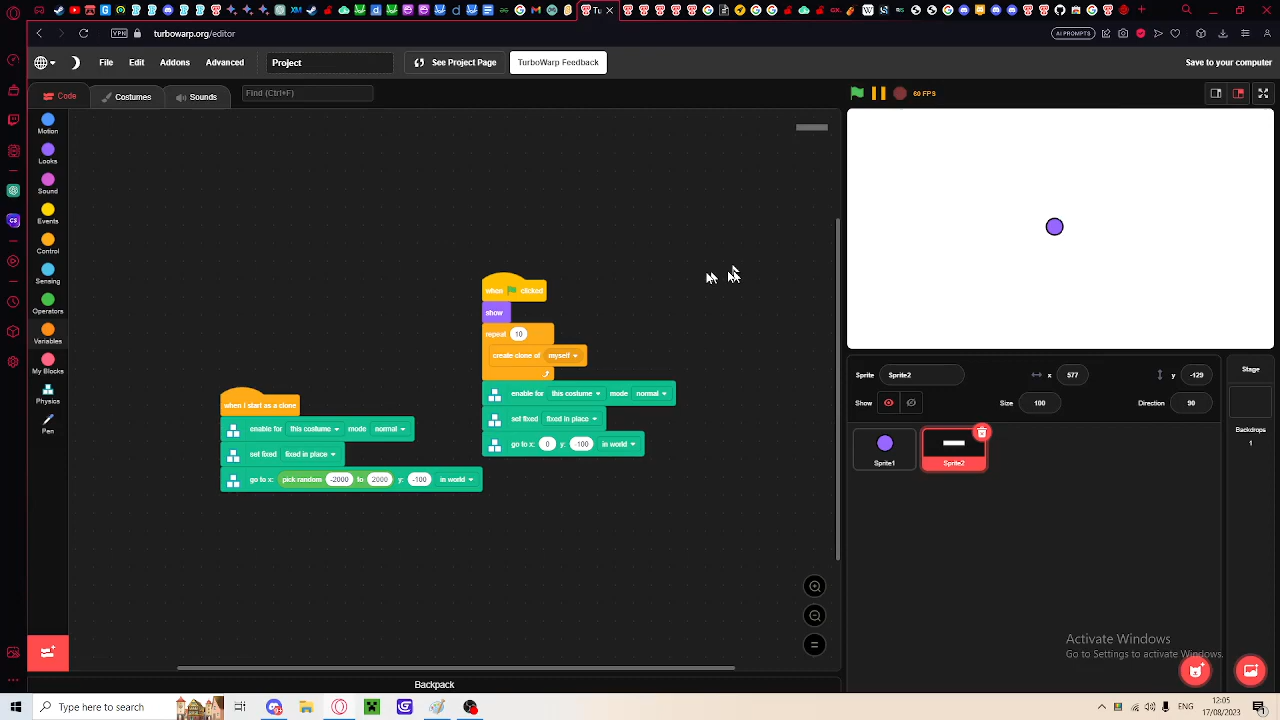 Tu
VPN
turbowarp.org/editor
AI PROMPTS
File
Edit
Addons
Advanced
Project
See Project Page
TurboWarp Feedback
Save to your computer
Code
Costumes
Sounds
Find (Ctrl+F)
60 FPS
Motion
Looks
Sound
Events
Control
Sensing
Operators
Variables
My Blocks
Physics
Pen
when clicked
show
repeat 10
create clone of myself
enable for this costume mode normal
set fixed fixed in place
go to x: 0 y: -100 in world
when I start as a clone
enable for this costume mode normal
set fixed fixed in place
go to x: pick random -2000 to 2000 y: -100 in world
Sprite Sprite2 x 577 y -129
Show Size 100 Direction 90
Sprite1
Sprite2
Stage
Backdrops
1
Activate Windows
Go to Settings to activate Windows.
Backpack
Type here to search
ENG
12:05
17/08/2023